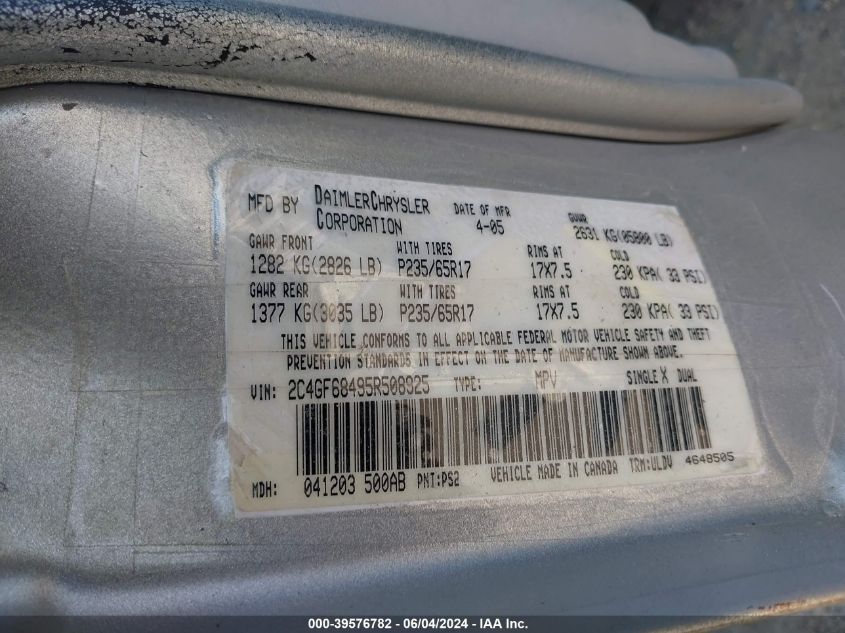 MFD BY DAIMLERCHRYSLER CORPORATION DATE OF MFR 4-05 GVWR 2631 KG(05800 LB)
GAWR FRONT WITH TIRES RIMS AT COLD
1282 KG(2826 LB) P235/65R17 17X7.5 230 KPA( 33 PSI)
GAWR REAR WITH TIRES RIMS AT COLD
1377 KG(3035 LB) P235/65R17 17X7.5 230 KPA( 33 PSI)
THIS VEHICLE CONFORMS TO ALL APPLICABLE FEDERAL MOTOR VEHICLE SAFETY AND THEFT
PREVENTION STANDARDS IN EFFECT ON THE DATE OF MANUFACTURE SHOWN ABOVE.
VIN: 2C4GF68495R508925 TYPE: MPV SINGLE X DUAL
MDH: 041203 500AB PNT:PS2 VEHICLE MADE IN CANADA TRM:ULDV 4648505
000-39576782 - 06/04/2024 - IAA Inc.